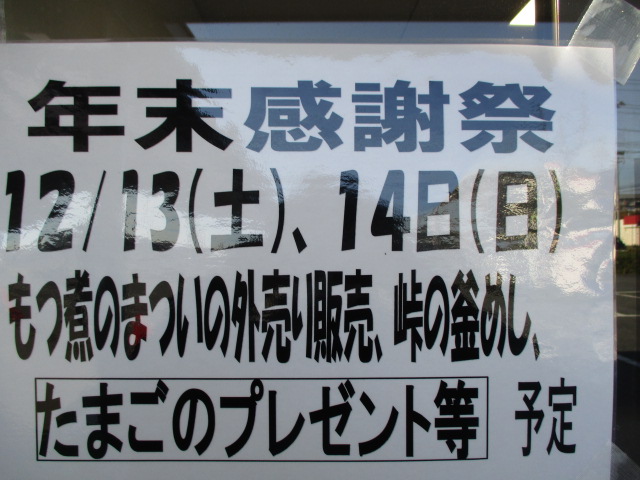 年末感謝祭
12/13(土)、14日(日)
もつ煮のまついの外売り販売、峠の釜めし、
たまごのプレゼント等 予定